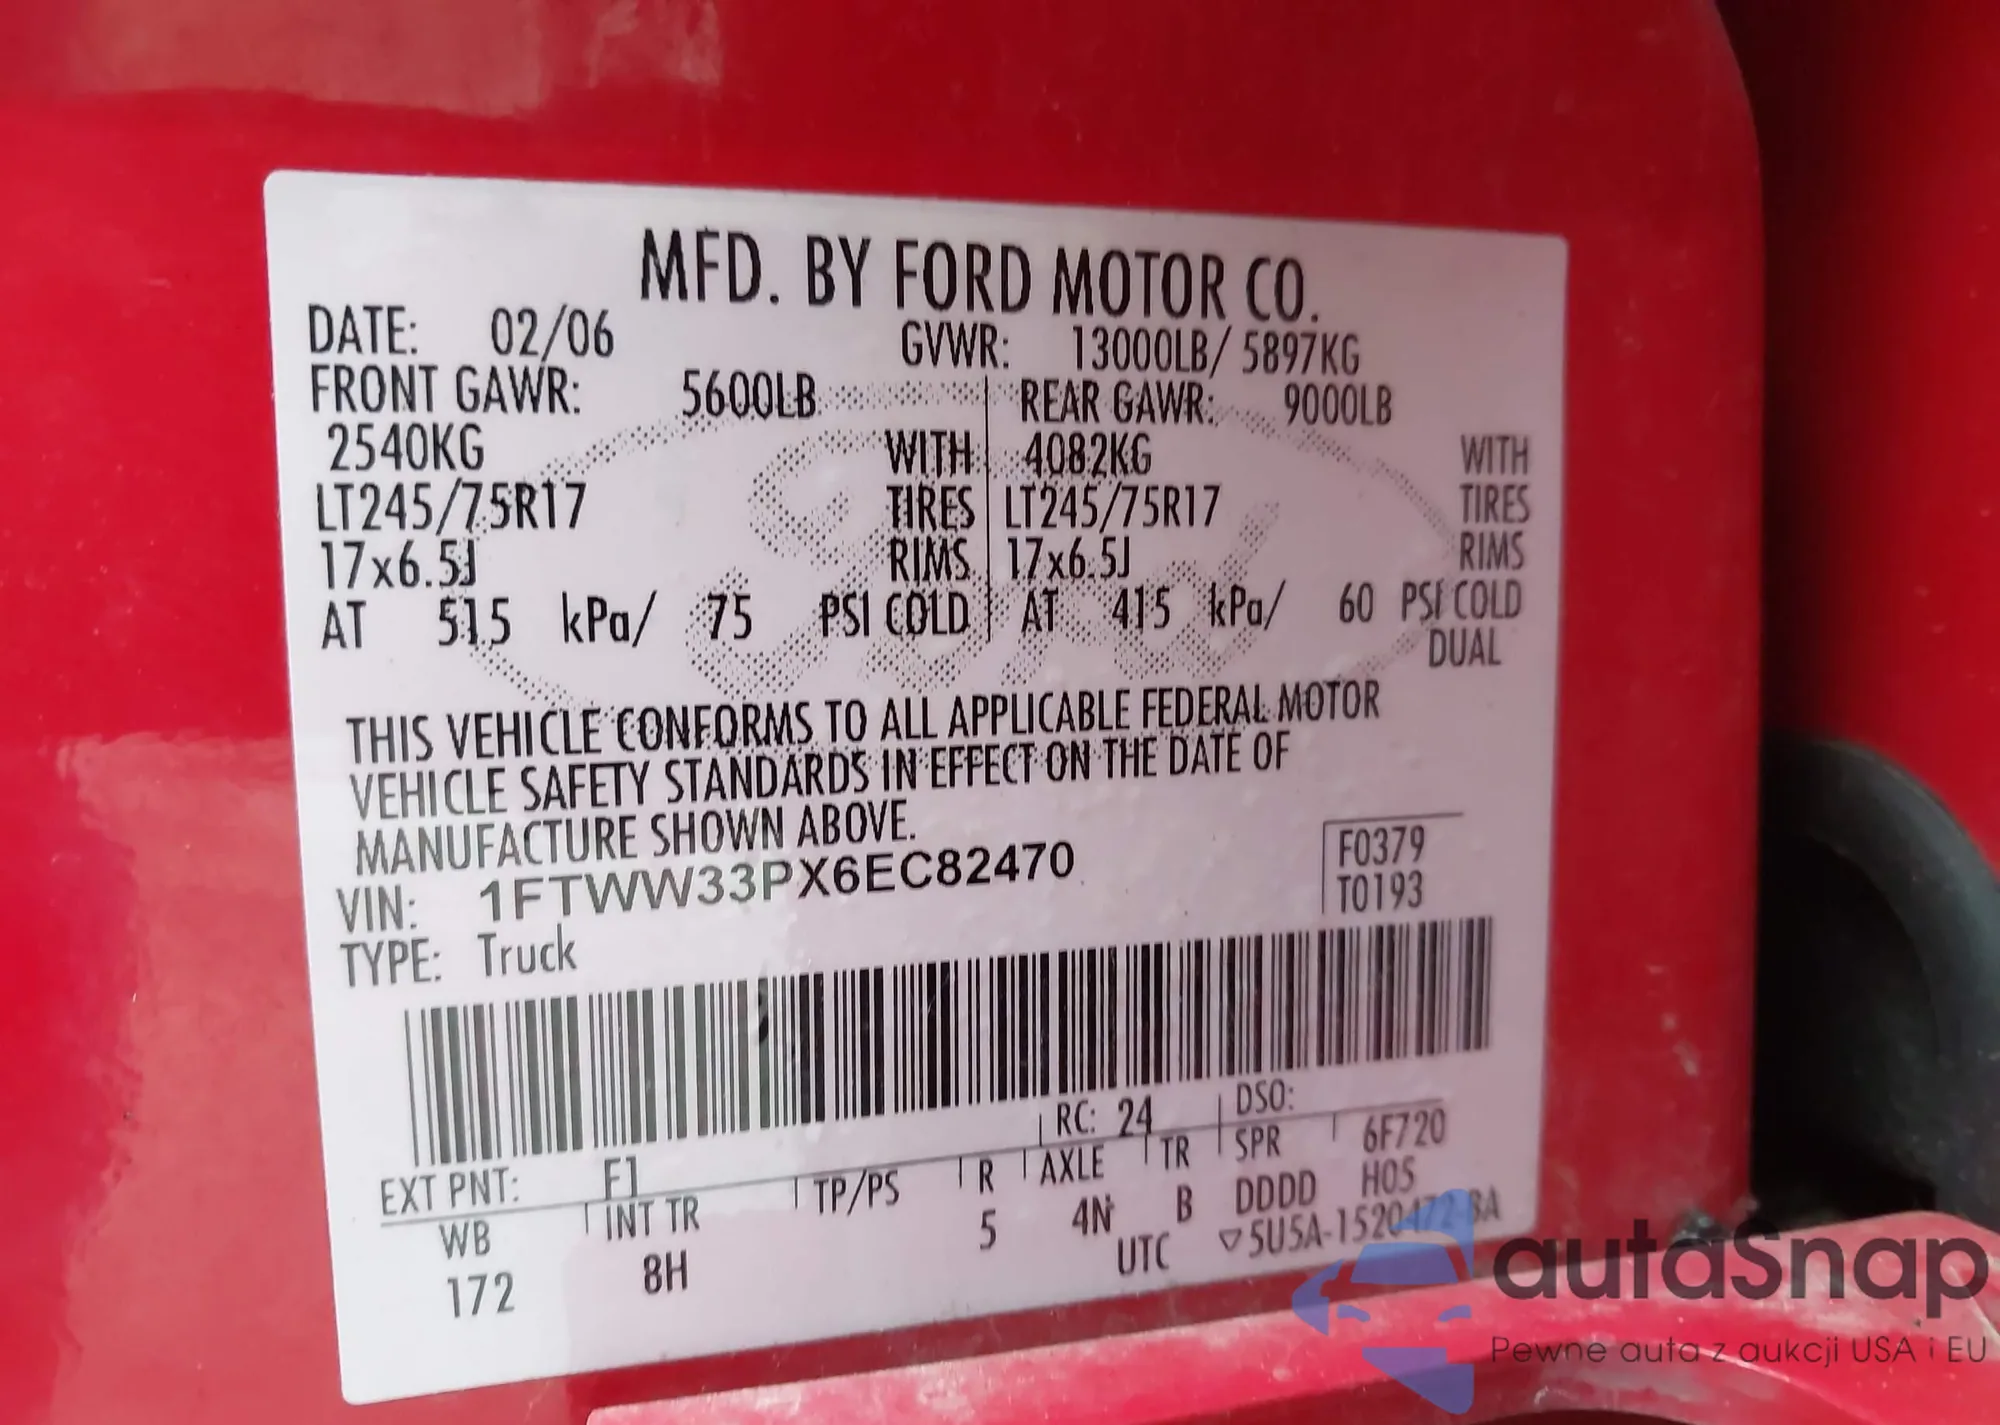 MFD. BY FORD MOTOR CO.
DATE: 02/06 GVWR: 13000LB/ 5897KG
FRONT GAWR: 5600LB REAR GAWR: 9000LB
2540KG WITH 4082KG WITH
LT245/75R17 TIRES LT245/75R17 TIRES
17x6.5J RIMS 17x6.5J RIMS
AT 515 kPa/ 75 PSI COLD AT 415 kPa/ 60 PSI COLD
DUAL
THIS VEHICLE CONFORMS TO ALL APPLICABLE FEDERAL MOTOR
VEHICLE SAFETY STANDARDS IN EFFECT ON THE DATE OF
MANUFACTURE SHOWN ABOVE.
VIN: 1FTWW33PX6EC82470
F0379
T0193
TYPE: Truck
EXT PNT: F1 RC: 24 DSO:
WB INT TR TP/PS R AXLE TR SPR 6F720
172 8H 5 4N B DDDD H05
UTC ▽5U5A-1520472-BA
Ford
autaSnap
Pewne auta z aukcji USA i EU